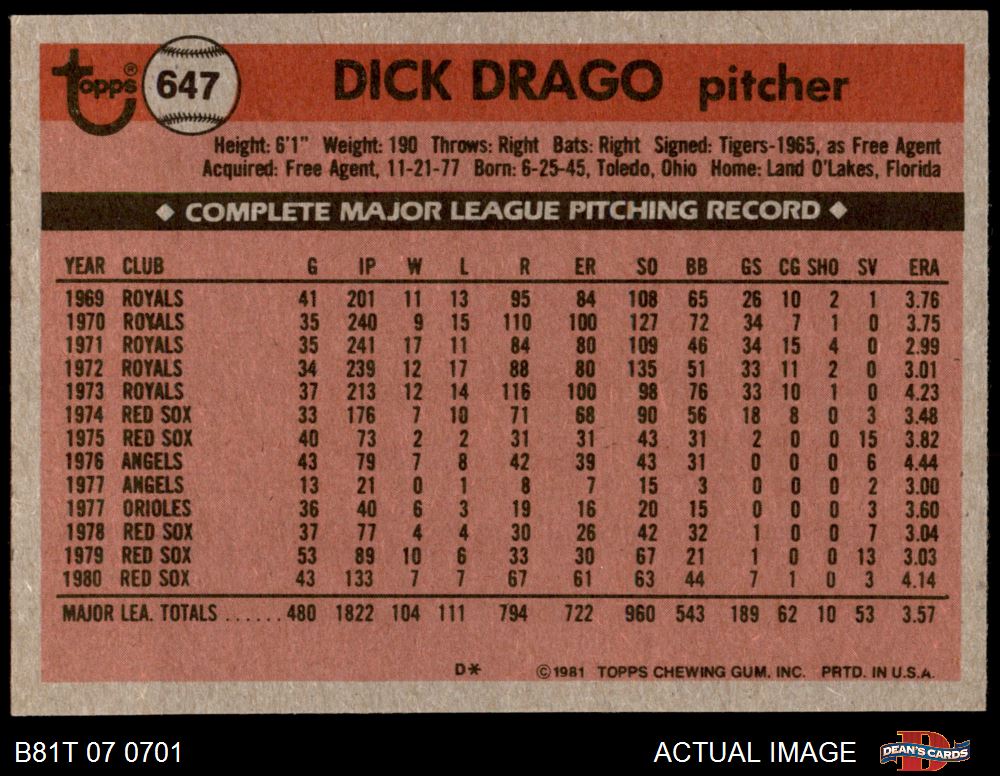 Topps® 647 DICK DRAGO pitcher
Height: 6'1" Weight: 190 Throws: Right Bats: Right Signed: Tigers-1965, as Free Agent
Acquired: Free Agent, 11-21-77 Born: 6-25-45, Toledo, Ohio Home: Land O'Lakes, Florida
◆ COMPLETE MAJOR LEAGUE PITCHING RECORD ◆
YEAR CLUB G IP W L R ER SO BB GS CG SHO SV ERA
1969 ROYALS 41 201 11 13 95 84 108 65 26 10 2 1 3.76
1970 ROYALS 35 240 9 15 110 100 127 72 34 7 1 0 3.75
1971 ROYALS 35 241 17 11 84 80 109 46 34 15 4 0 2.99
1972 ROYALS 34 239 12 17 88 80 135 51 33 11 2 0 3.01
1973 ROYALS 37 213 12 14 116 100 98 76 33 10 1 0 4.23
1974 RED SOX 33 176 7 10 71 68 90 56 18 8 0 3 3.48
1975 RED SOX 40 73 2 2 31 31 43 31 2 0 0 15 3.82
1976 ANGELS 43 79 7 8 42 39 43 31 0 0 0 6 4.44
1977 ANGELS 13 21 0 1 8 7 15 3 0 0 0 2 3.00
1977 ORIOLES 36 40 6 3 19 16 20 15 0 0 0 3 3.60
1978 RED SOX 37 77 4 4 30 26 42 32 1 0 0 7 3.04
1979 RED SOX 53 89 10 6 33 30 67 21 1 0 0 13 3.03
1980 RED SOX 43 133 7 7 67 61 63 44 7 1 0 3 4.14
MAJOR LEA. TOTALS ...... 480 1822 104 111 794 722 960 543 189 62 10 53 3.57
D* ©1981 TOPPS CHEWING GUM, INC. PRTD. IN U.S.A.
B81T 07 0701 ACTUAL IMAGE DEAN'S CARDS